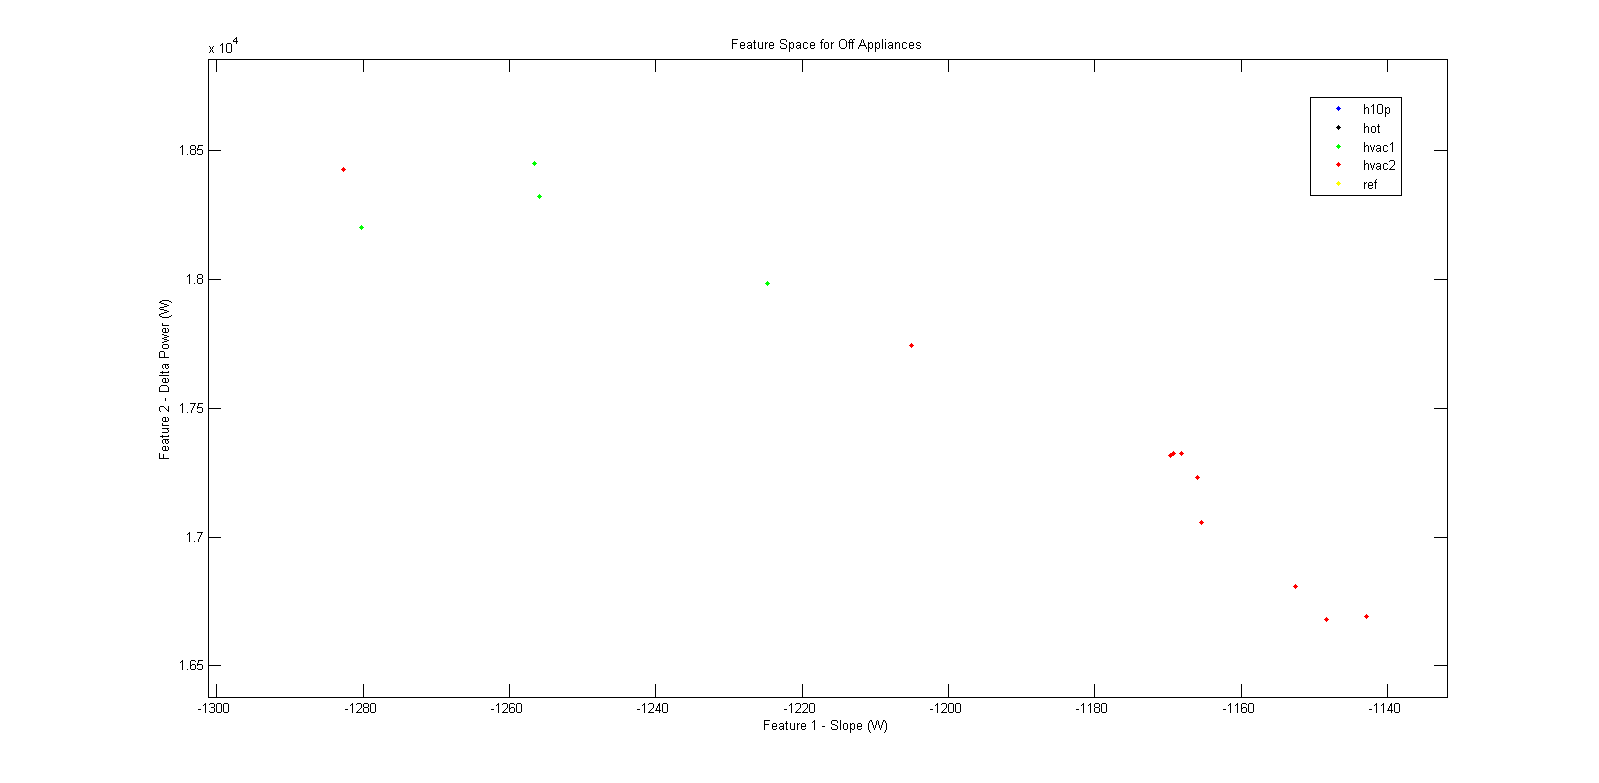 Feature Space for Off Appliances
x 10^4
h10p
hot
hvac1
hvac2
ref
1.85
1.8
1.75
1.7
1.65
Feature 2 - Delta Power (W)
-1300 -1280 -1260 -1240 -1220 -1200 -1180 -1160 -1140
Feature 1 - Slope (W)